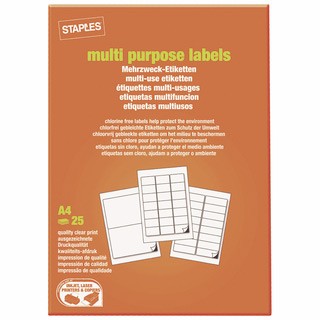 STAPLES
multi purpose labels
Mehrzweck-Etiketten
multi-use etiketten
étiquettes multi-usages
etiquetas multifuncion
etiquetas multiusos
chlorine free labels help protect the environment
chlorfrei gebleichte Etiketten zum Schutz der Umwelt
chloorvrij gebleekte etiketten om het milieu te beschermen
sans chlore pour protéger l'environnement
etiquetas sin cloro, ayudan a proteger el medio ambiente
etiquetas sem cloro, ajudam a proteger o ambiente
A4
25
quality clear print
ausgezeichnete
Druckqualität
kwaliteits-afdruk
impression de qualité
impresión de calidad
impressão de qualidade
INKJET, LASER
PRINTERS & COPIERS